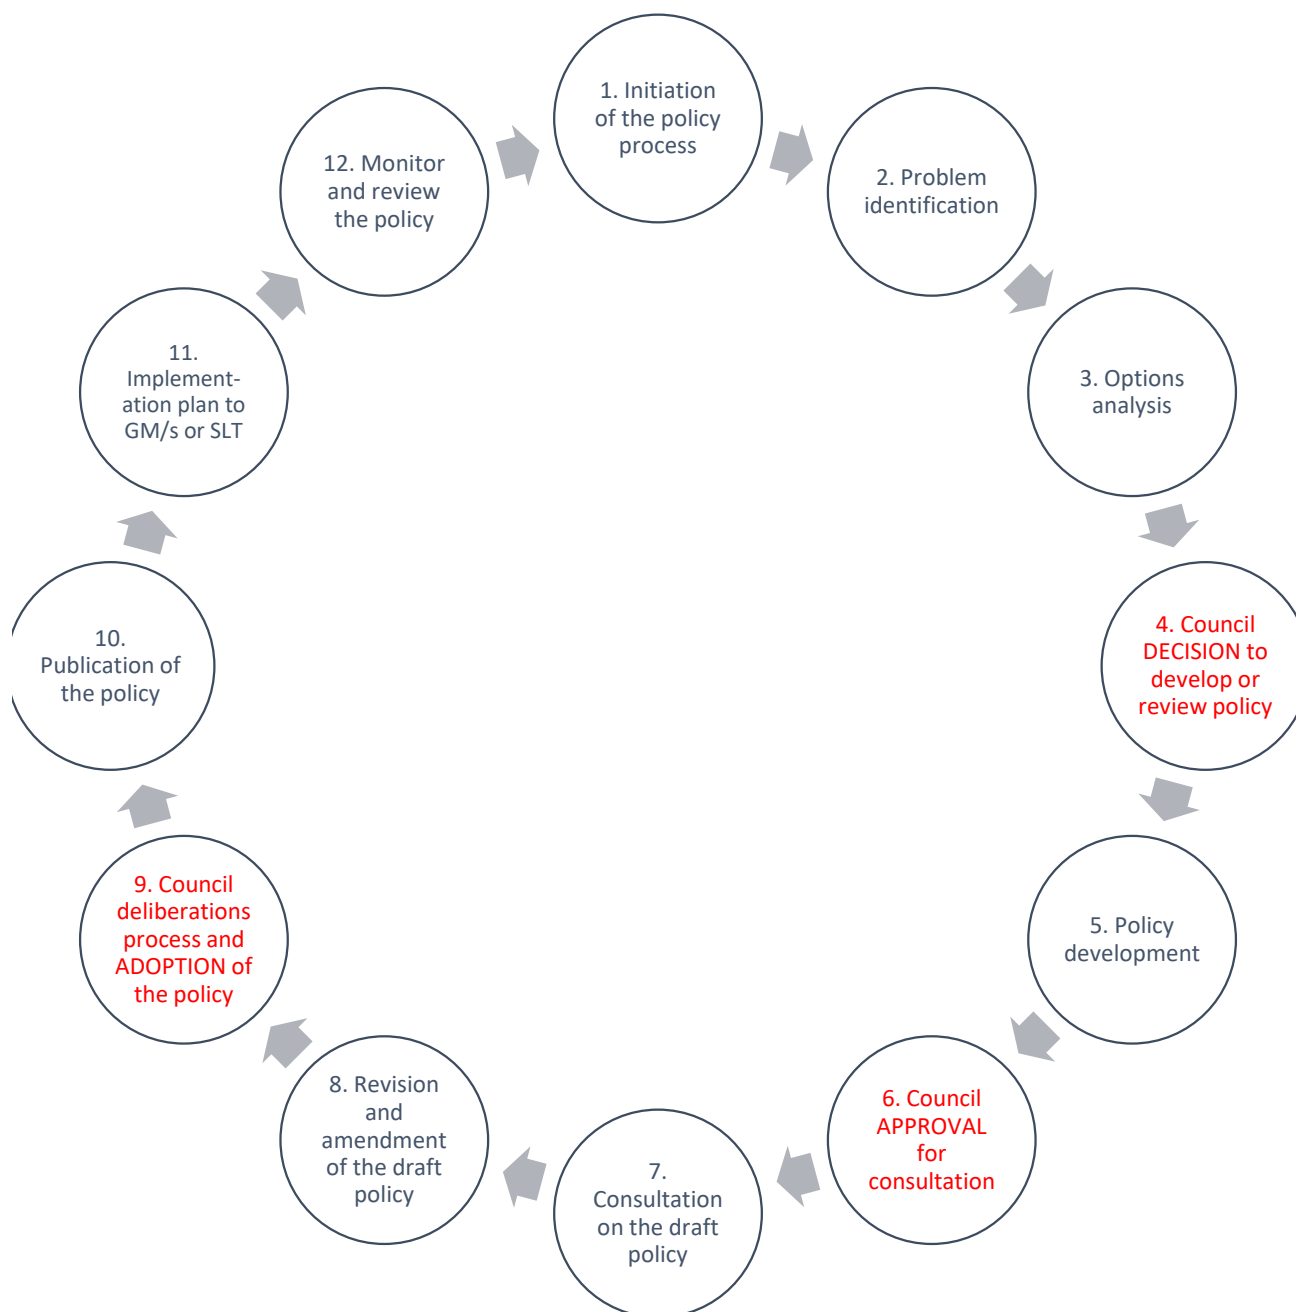 1. Initiation
of the policy
process
2. Problem
identification
3. Options
analysis
4. Council
DECISION to
develop or
review policy
5. Policy
development
6. Council
APPROVAL
for
consultation
7.
Consultation
on the draft
policy
8. Revision
and
amendment
of the draft
policy
9. Council
deliberations
process and
ADOPTION of
the policy
10.
Publication of
the policy
11.
Implement-
ation plan to
GM/s or SLT
12. Monitor
and review
the policy